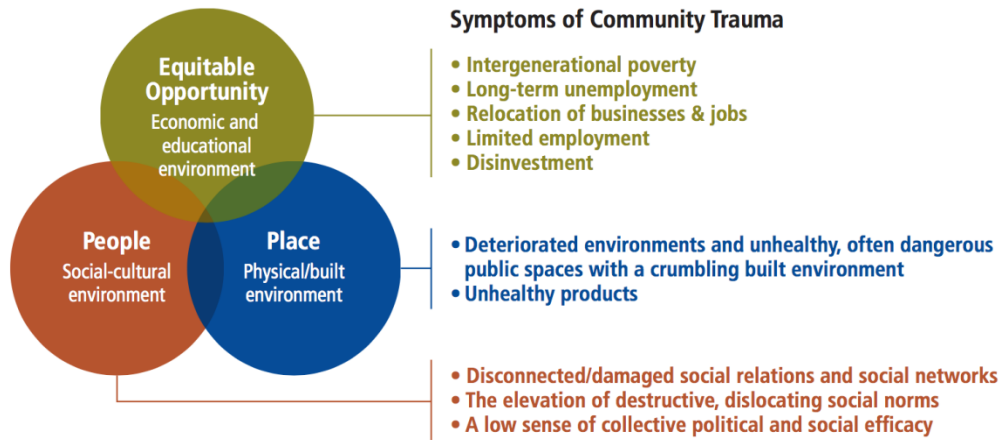 Symptoms of Community Trauma
Equitable
Opportunity
Economic and
educational
environment
• Intergenerational poverty
• Long-term unemployment
• Relocation of businesses & jobs
• Limited employment
• Disinvestment
People
Social-cultural
environment
Place
Physical/built
environment
• Deteriorated environments and unhealthy, often dangerous
public spaces with a crumbling built environment
• Unhealthy products
• Disconnected/damaged social relations and social networks
• The elevation of destructive, dislocating social norms
• A low sense of collective political and social efficacy